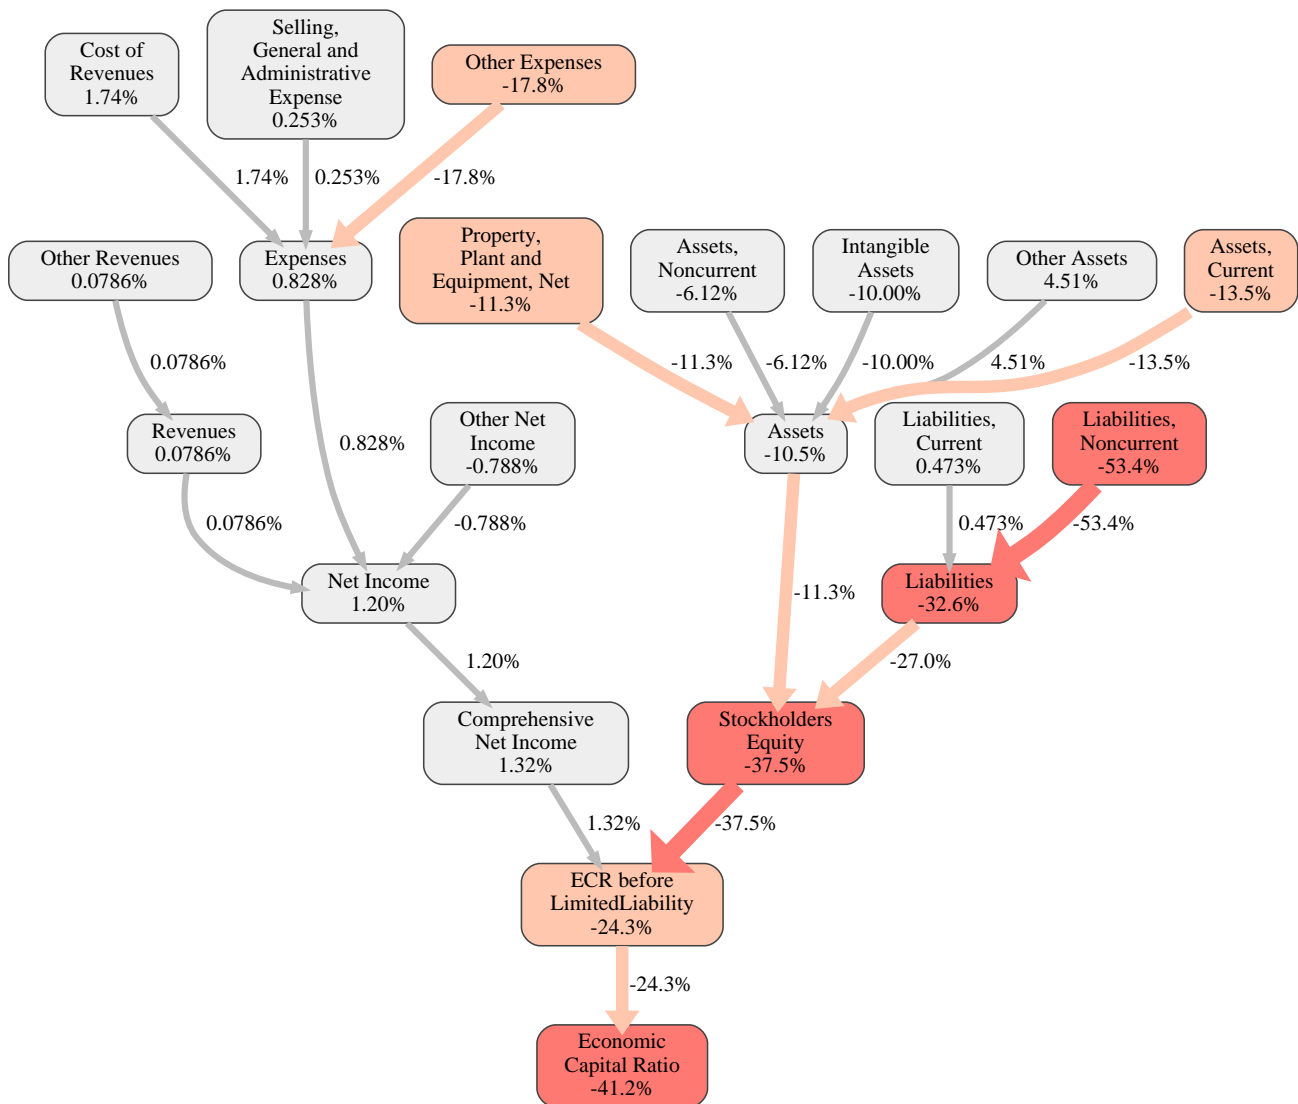 Cost of
Revenues
1.74%
Selling,
General and
Administrative
Expense
0.253%
Other Expenses
-17.8%
1.74%
0.253%
-17.8%
Other Revenues
0.0786%
Expenses
0.828%
Property,
Plant and
Equipment, Net
-11.3%
Assets,
Noncurrent
-6.12%
Intangible
Assets
-10.00%
Other Assets
4.51%
Assets,
Current
-13.5%
0.0786%
-11.3%
-6.12%
-10.00%
4.51%
-13.5%
Revenues
0.0786%
0.828%
Other Net
Income
-0.788%
Assets
-10.5%
Liabilities,
Current
0.473%
Liabilities,
Noncurrent
-53.4%
0.0786%
-0.788%
0.473%
-53.4%
Net Income
1.20%
-11.3%
Liabilities
-32.6%
1.20%
-27.0%
Comprehensive
Net Income
1.32%
Stockholders
Equity
-37.5%
1.32%
-37.5%
ECR before
LimitedLiability
-24.3%
-24.3%
Economic
Capital Ratio
-41.2%